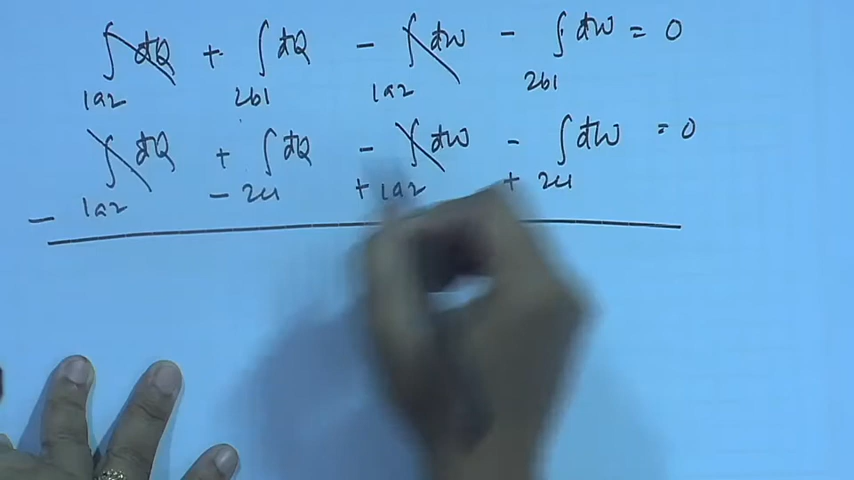 ∫ đQ + ∫ đQ - ∫ đW - ∫ đW = 0
1a2 2b1 1a2 2b1
∫ đQ + ∫ đQ - ∫ đW - ∫ đW = 0
- 1a2 - 2c1 + 1a2 + 2c1